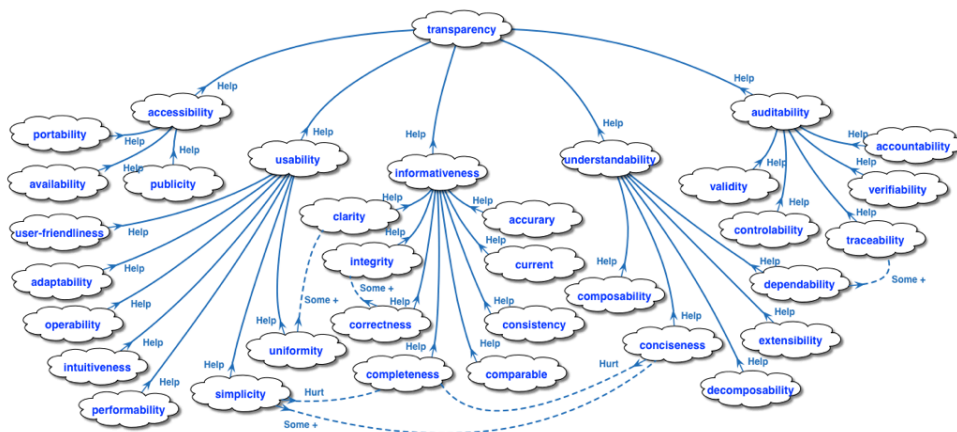 transparency
Help
Help
accessibility
auditability
portability
Help
Help
Help
Help
Help
accountability
usability
informativeness
understandability
availability
Help
Help
publicity
validity
Help
Help
verifiability
clarity
Help
Help
accurary
user-friendliness
Help
Help
Help
controlability
Help
traceability
integrity
Help
current
adaptability
Help
Help
Help
composability
Help
dependability
Some +
Some +
operability
Help
Help
correctness
Help
consistency
Help
Help
uniformity
Help
conciseness
extensibility
intuitiveness
Help
Help
Help
completeness
Help
comparable
Hurt
Help
decomposability
performability
Help
simplicity
Hurt
Some +